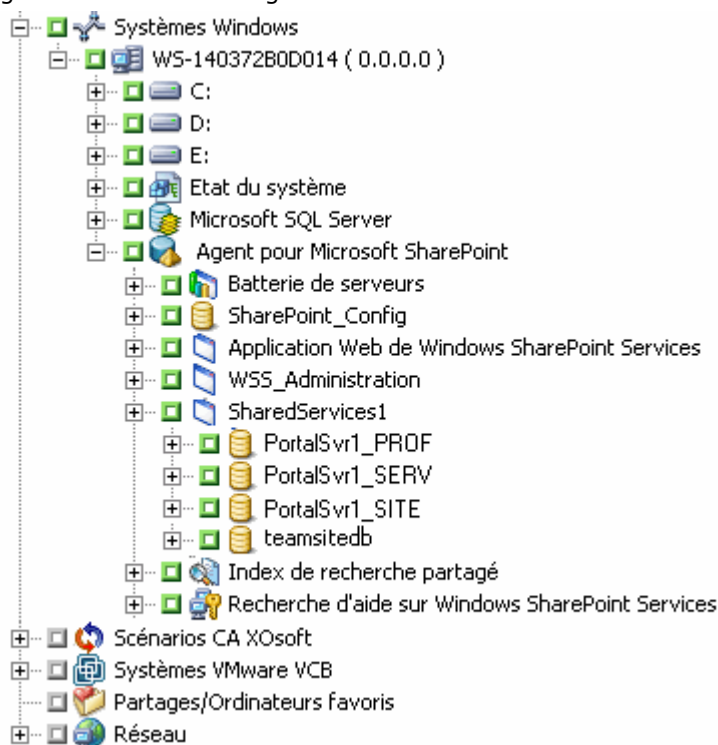 Systèmes Windows
WS-140372B0D014 ( 0.0.0.0 )
C:
D:
E:
Etat du système
Microsoft SQL Server
Agent pour Microsoft SharePoint
Batterie de serveurs
SharePoint_Config
Application Web de Windows SharePoint Services
WSS_Administration
SharedServices1
PortalSvr1_PROF
PortalSvr1_SERV
PortalSvr1_SITE
teamsitedb
Index de recherche partagé
Recherche d'aide sur Windows SharePoint Services
Scénarios CA XOsoft
Systèmes VMware VCB
Partages/Ordinateurs favoris
Réseau